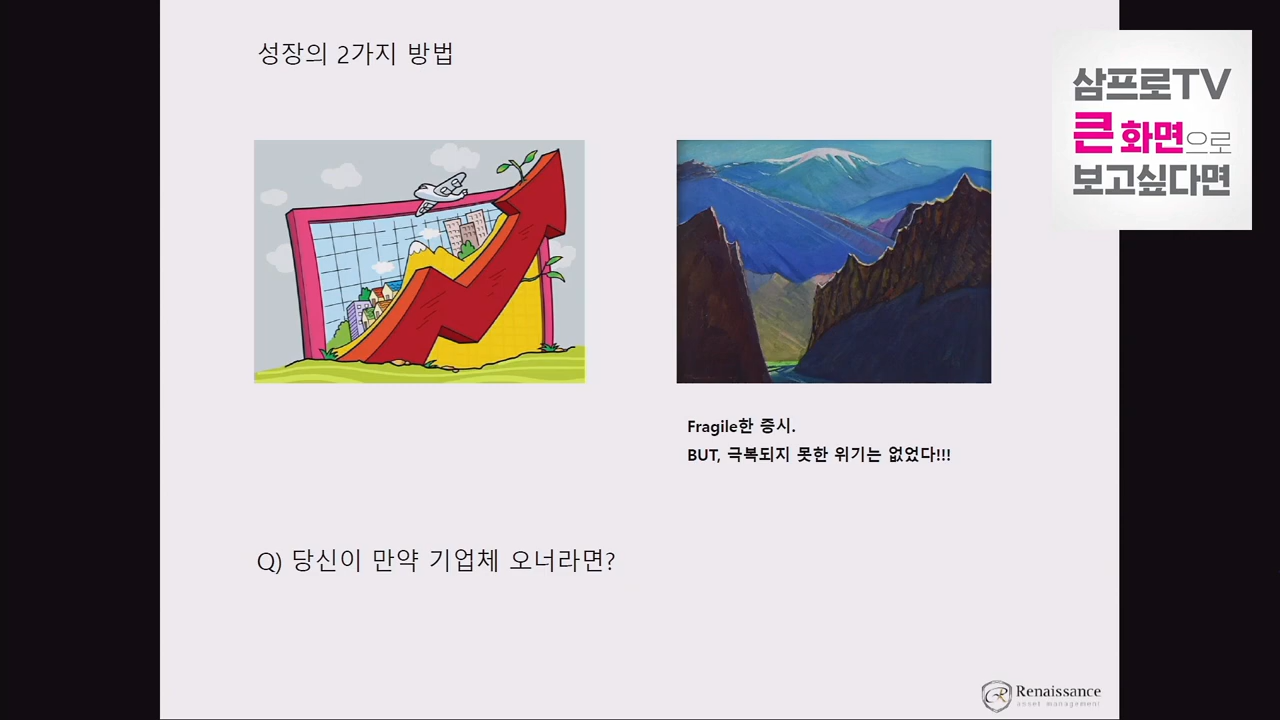 성장의 2가지 방법
삼프로TV
큰 화면으로
보고싶다면
Fragile한 증시.
BUT, 극복되지 못한 위기는 없었다!!!
Q) 당신이 만약 기업체 오너라면?
Renaissance
asset management